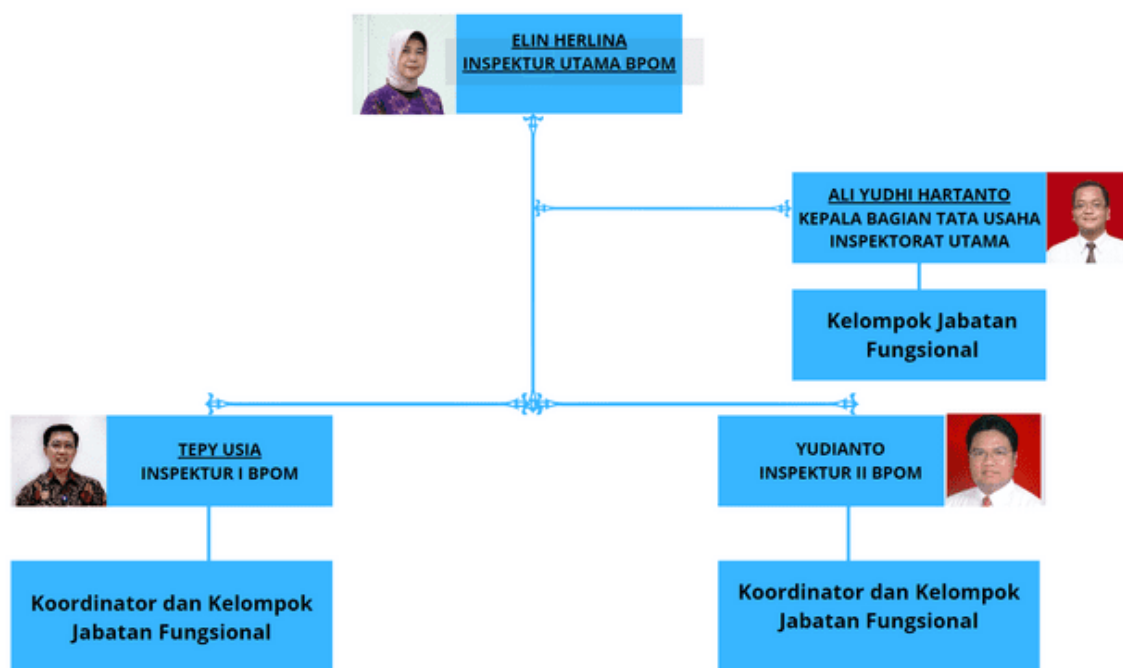 ELIN HERLINA
INSPEKTUR UTAMA BPOM
ALI YUDHI HARTANTO
KEPALA BAGIAN TATA USAHA
INSPEKTORAT UTAMA
Kelompok Jabatan
Fungsional
TEPY USIA
INSPEKTUR I BPOM
YUDIANTO
INSPEKTUR II BPOM
Koordinator dan Kelompok
Jabatan Fungsional
Koordinator dan Kelompok
Jabatan Fungsional